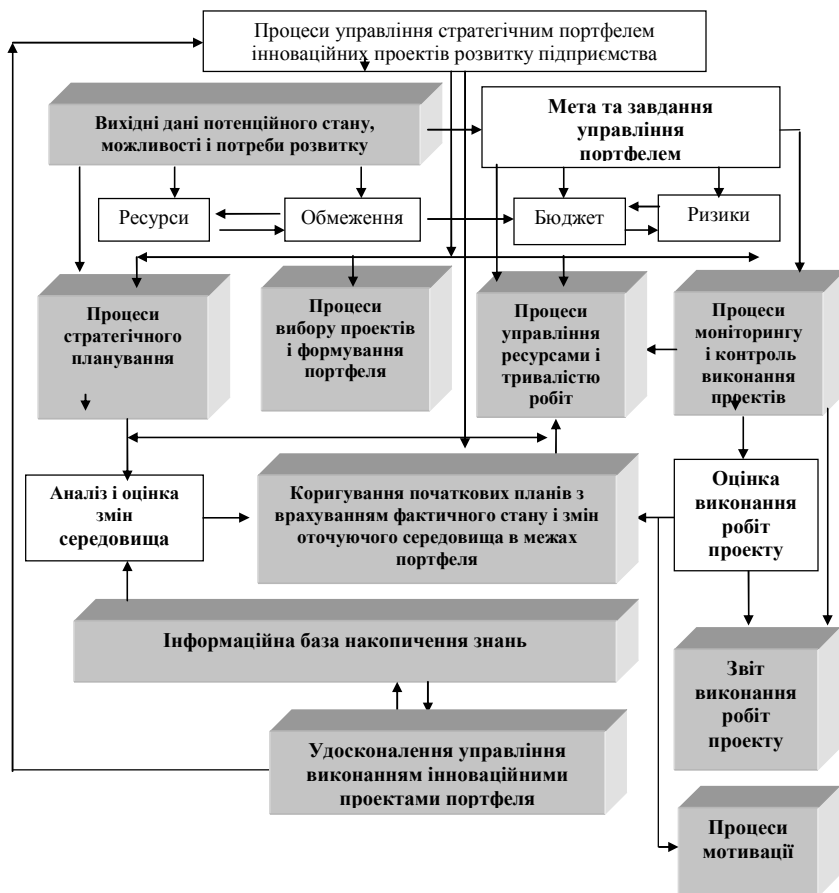 Процеси управління стратегічним портфелем
інноваційних проектів розвитку підприємства
Вихідні дані потенційного стану,
можливості і потреби розвитку
Мета та завдання
управління
портфелем
Ресурси
Обмеження
Бюджет
Ризики
Процеси
стратегічного
планування
Процеси
вибору проектів
і формування
портфеля
Процеси
управління
ресурсами і
тривалістю
робіт
Процеси
моніторингу
і контроль
виконання
проектів
Аналіз і оцінка
змін
середовища
Коригування початкових планів з
врахуванням фактичного стану і змін
оточуючого середовища в межах
портфеля
Оцінка
виконання
робіт
проекту
Інформаційна база накопичення знань
Звіт
виконання
робіт
проекту
Удосконалення управління
виконанням інноваційними
проектами портфеля
Процеси
мотивації